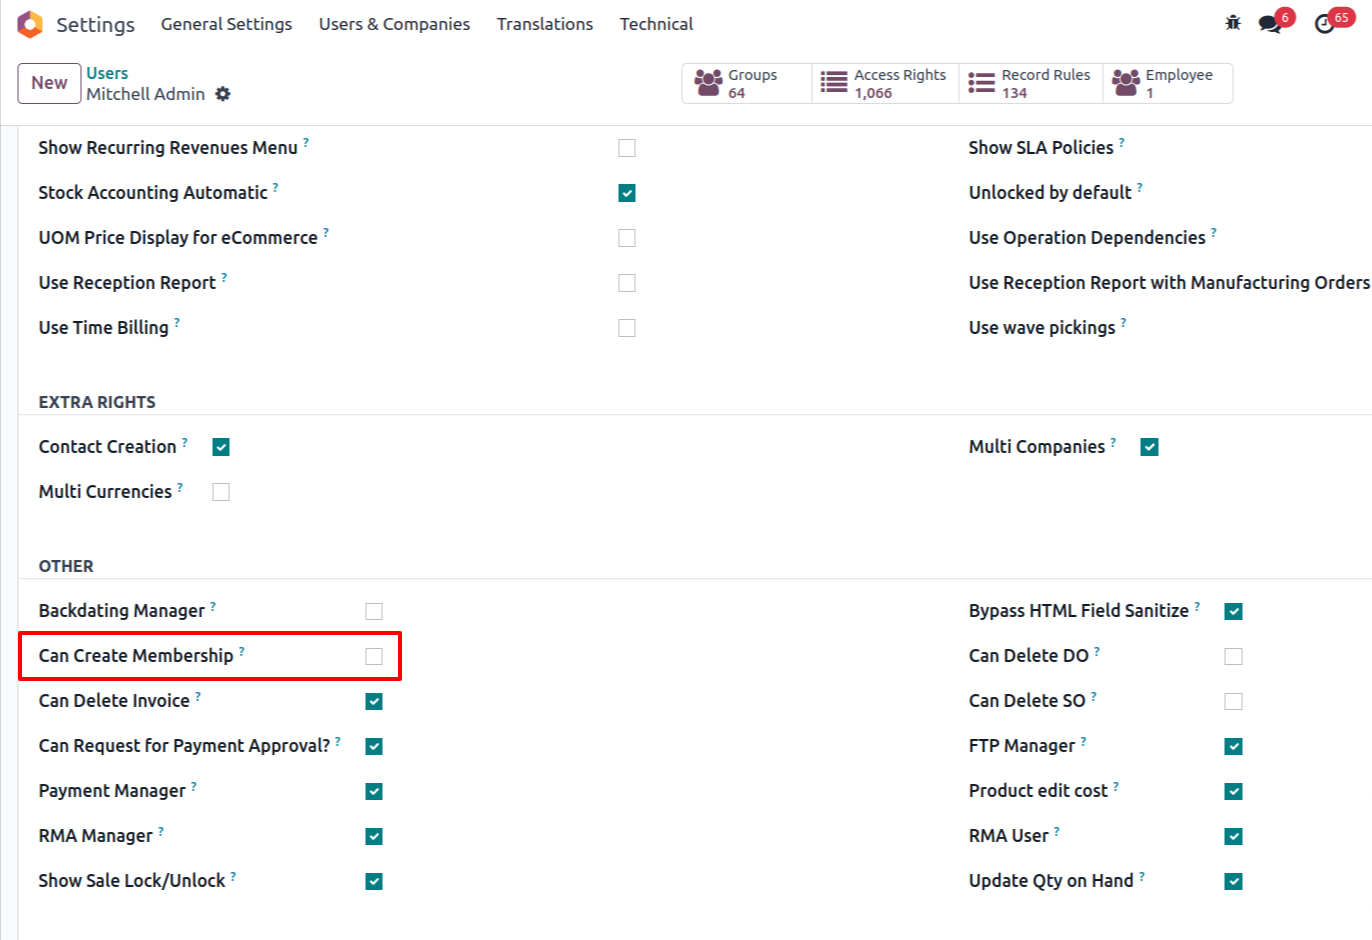 Settings General Settings Users & Companies Translations Technical 6 65
New Users Groups Access Rights Record Rules Employee
Mitchell Admin 64 1,066 134 1
Show Recurring Revenues Menu ? Show SLA Policies ?
Stock Accounting Automatic ? Unlocked by default ?
UOM Price Display for eCommerce ? Use Operation Dependencies ?
Use Reception Report ? Use Reception Report with Manufacturing Orders
Use Time Billing ? Use wave pickings ?
EXTRA RIGHTS
Contact Creation ? Multi Companies ?
Multi Currencies ?
OTHER
Backdating Manager ? Bypass HTML Field Sanitize ?
Can Create Membership ? Can Delete DO ?
Can Delete Invoice ? Can Delete SO ?
Can Request for Payment Approval? ? FTP Manager ?
Payment Manager ? Product edit cost ?
RMA Manager ? RMA User ?
Show Sale Lock/Unlock ? Update Qty on Hand ?